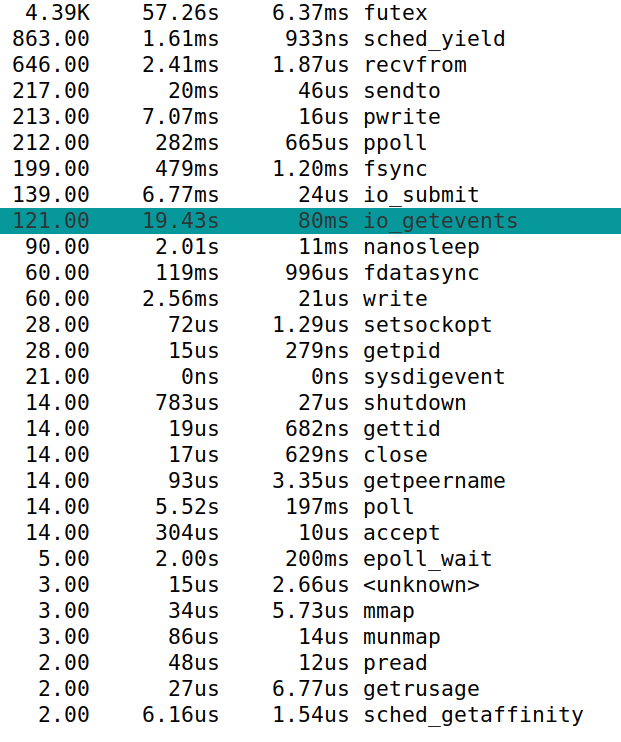 4.39K 57.26s 6.37ms futex
863.00 1.61ms 933ns sched_yield
646.00 2.41ms 1.87us recvfrom
217.00 20ms 46us sendto
213.00 7.07ms 16us pwrite
212.00 282ms 665us ppoll
199.00 479ms 1.20ms fsync
139.00 6.77ms 24us io_submit
121.00 19.43s 80ms io_getevents
90.00 2.01s 11ms nanosleep
60.00 119ms 996us fdatasync
60.00 2.56ms 21us write
28.00 72us 1.29us setsockopt
28.00 15us 279ns getpid
21.00 0ns 0ns sysdigevent
14.00 783us 27us shutdown
14.00 19us 682ns gettid
14.00 17us 629ns close
14.00 93us 3.35us getpeername
14.00 5.52s 197ms poll
14.00 304us 10us accept
5.00 2.00s 200ms epoll_wait
3.00 15us 2.66us <unknown>
3.00 34us 5.73us mmap
3.00 86us 14us munmap
2.00 48us 12us pread
2.00 27us 6.77us getrusage
2.00 6.16us 1.54us sched_getaffinity